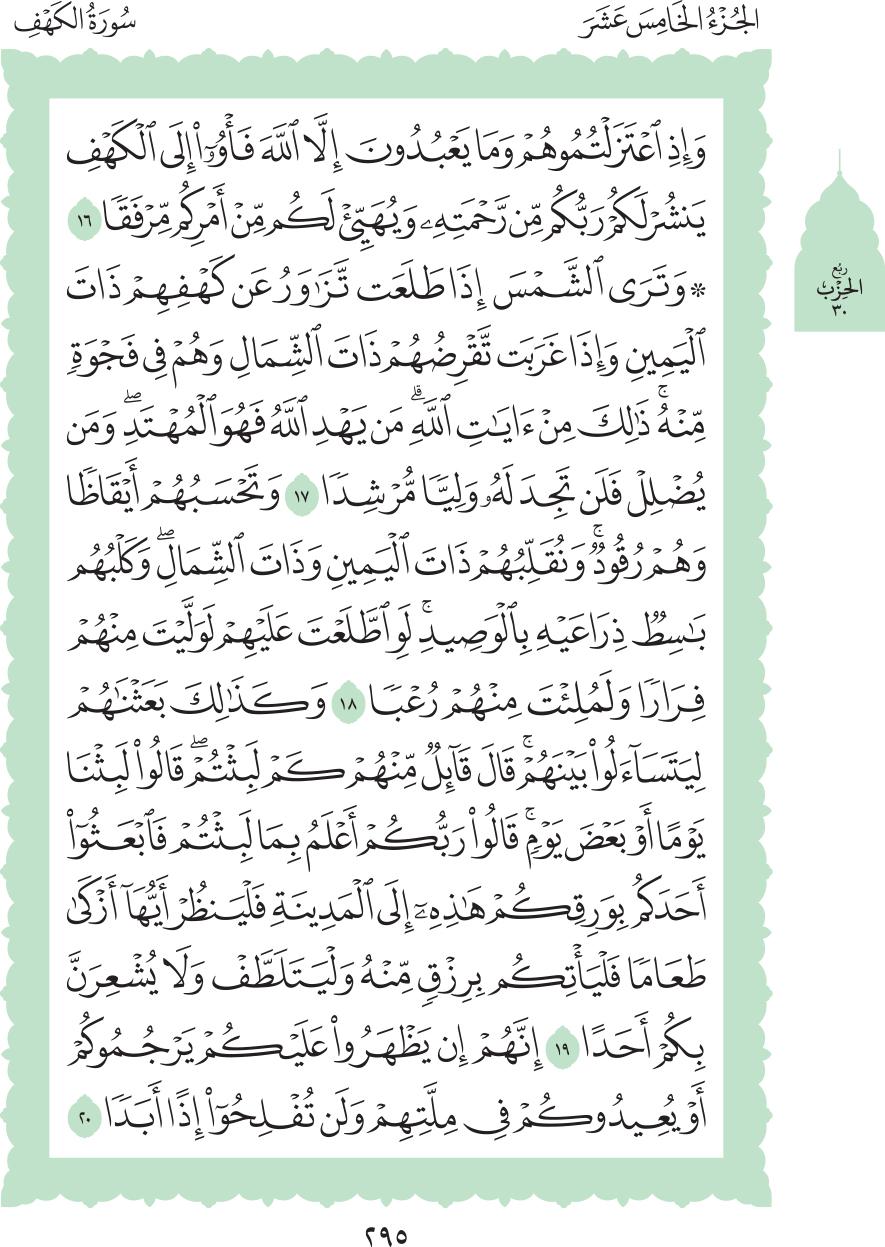 الجُزْءُ الخَامِسَ عَشَرَ
سُورَةُ الكَهْفِ
وَإِذِ ٱعۡتَزَلۡتُمُوهُمۡ وَمَا يَعۡبُدُونَ إِلَّا ٱللَّهَ فَأۡوُۥٓاْ إِلَى ٱلۡكَهۡفِ
يَنشُرۡ لَكُمۡ رَبُّكُم مِّن رَّحۡمَتِهِۦ وَيُهَيِّئۡ لَكُم مِّنۡ أَمۡرِكُم مِّرۡفَقٗا ١٦
۞ وَتَرَى ٱلشَّمۡسَ إِذَا طَلَعَت تَّزَٰوَرُ عَن كَهۡفِهِمۡ ذَاتَ
ٱلۡيَمِينِ وَإِذَا غَرَبَت تَّقۡرِضُهُمۡ ذَاتَ ٱلشِّمَالِ وَهُمۡ فِي فَجۡوَةٖ
مِّنۡهُۚ ذَٰلِكَ مِنۡ ءَايَٰتِ ٱللَّهِۗ مَن يَهۡدِ ٱللَّهُ فَهُوَ ٱلۡمُهۡتَدِۖ وَمَن
يُضۡلِلۡ فَلَن تَجِدَ لَهُۥ وَلِيّٗا مُّرۡشِدٗا ١٧ وَتَحۡسَبُهُمۡ أَيۡقَاظٗا
وَهُمۡ رُقُودٞۚ وَنُقَلِّبُهُمۡ ذَاتَ ٱلۡيَمِينِ وَذَاتَ ٱلشِّمَالِۖ وَكَلۡبُهُم
بَٰسِطٞ ذِرَاعَيۡهِ بِٱلۡوَصِيدِۚ لَوِ ٱطَّلَعۡتَ عَلَيۡهِمۡ لَوَلَّيۡتَ مِنۡهُمۡ
فِرَارٗا وَلَمُلِئۡتَ مِنۡهُمۡ رُعۡبٗا ١٨ وَكَذَٰلِكَ بَعَثۡنَٰهُمۡ
لِيَتَسَآءَلُواْ بَيۡنَهُمۡۚ قَالَ قَآئِلٞ مِّنۡهُمۡ كَمۡ لَبِثۡتُمۡۖ قَالُواْ لَبِثۡنَا
يَوۡمًا أَوۡ بَعۡضَ يَوۡمٖۚ قَالُواْ رَبُّكُمۡ أَعۡلَمُ بِمَا لَبِثۡتُمۡ فَٱبۡعَثُوٓاْ
أَحَدَكُم بِوَرِقِكُمۡ هَٰذِهِۦٓ إِلَى ٱلۡمَدِينَةِ فَلۡيَنظُرۡ أَيُّهَآ أَزۡكَىٰ
طَعَامٗا فَلۡيَأۡتِكُم بِرِزۡقٖ مِّنۡهُ وَلۡيَتَلَطَّفۡ وَلَا يُشۡعِرَنَّ
بِكُمۡ أَحَدًا ١٩ إِنَّهُمۡ إِن يَظۡهَرُواْ عَلَيۡكُمۡ يَرۡجُمُوكُمۡ
أَوۡ يُعِيدُوكُمۡ فِي مِلَّتِهِمۡ وَلَن تُفۡلِحُوٓاْ إِذًا أَبَدٗا ٢٠
رُبُع
الحِزْب
٣٠
٢٩٥